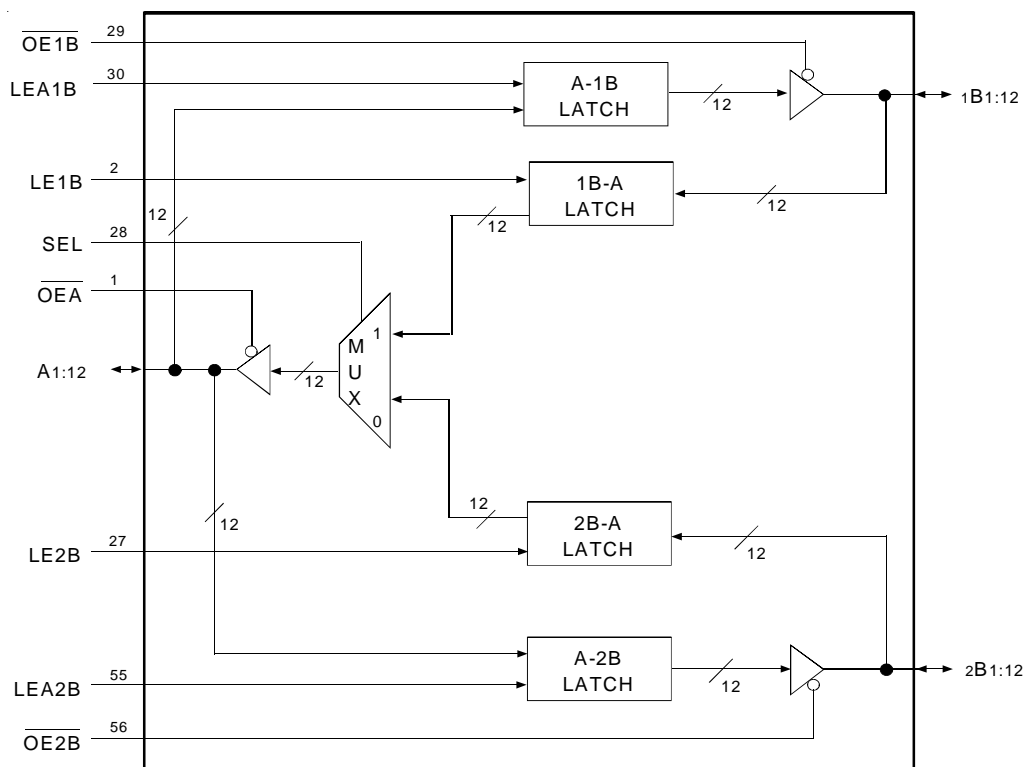 OE1B 29
LEA1B 30
A-1B
LATCH
12
1B1:12
LE1B 2
1B-A
LATCH
12
12
12
SEL 28
OEA 1
1
M
U
X
0
A1:12
12
12
12
2B-A
LATCH
12
LE2B 27
A-2B
LATCH
12
2B1:12
LEA2B 55
OE2B 56